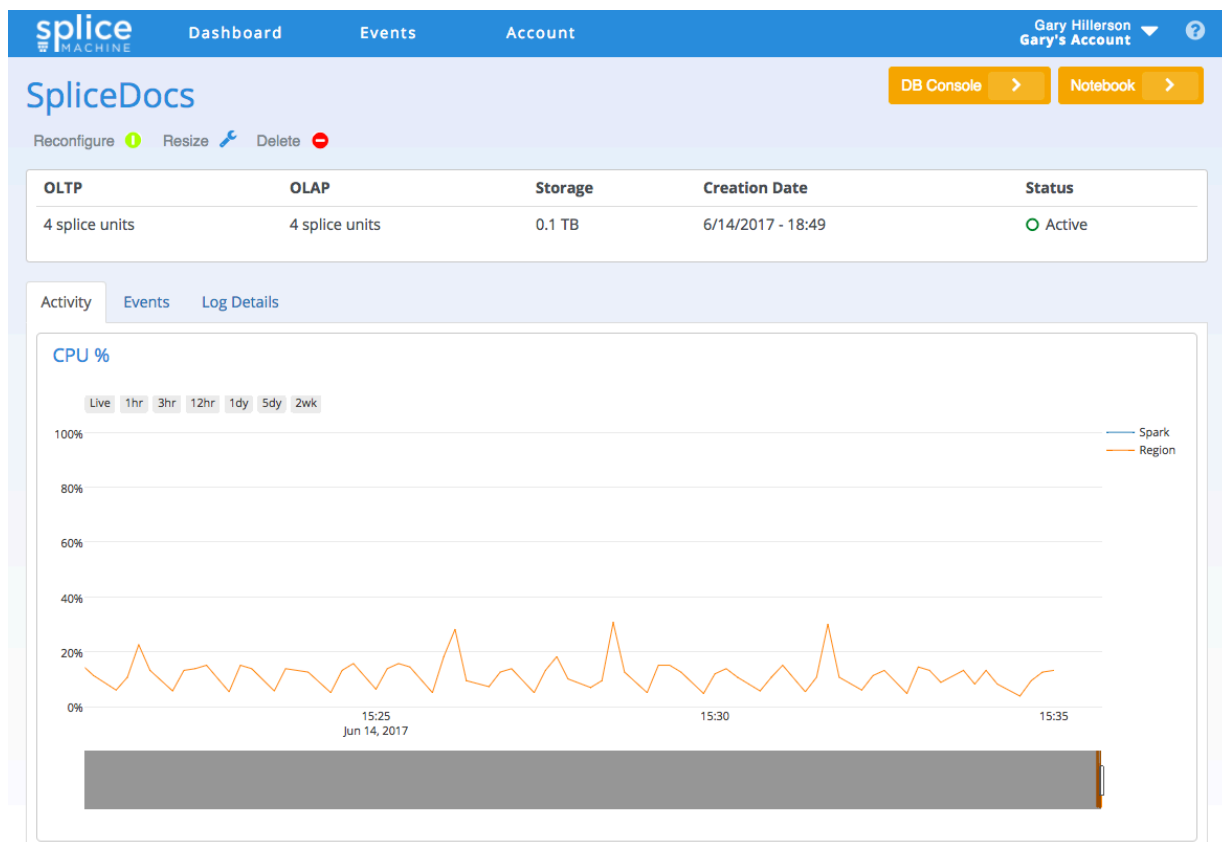 splice
MACHINE
Dashboard
Events
Account
Gary Hillerson
Gary's Account
?
SpliceDocs
DB Console
Notebook
Reconfigure
Resize
Delete
OLTP OLAP Storage Creation Date Status
4 splice units 4 splice units 0.1 TB 6/14/2017 - 18:49 Active
Activity Events Log Details
CPU %
Live 1hr 3hr 12hr 1dy 5dy 2wk
100%
Spark
Region
80%
60%
40%
20%
0%
15:25 15:30 15:35
Jun 14, 2017